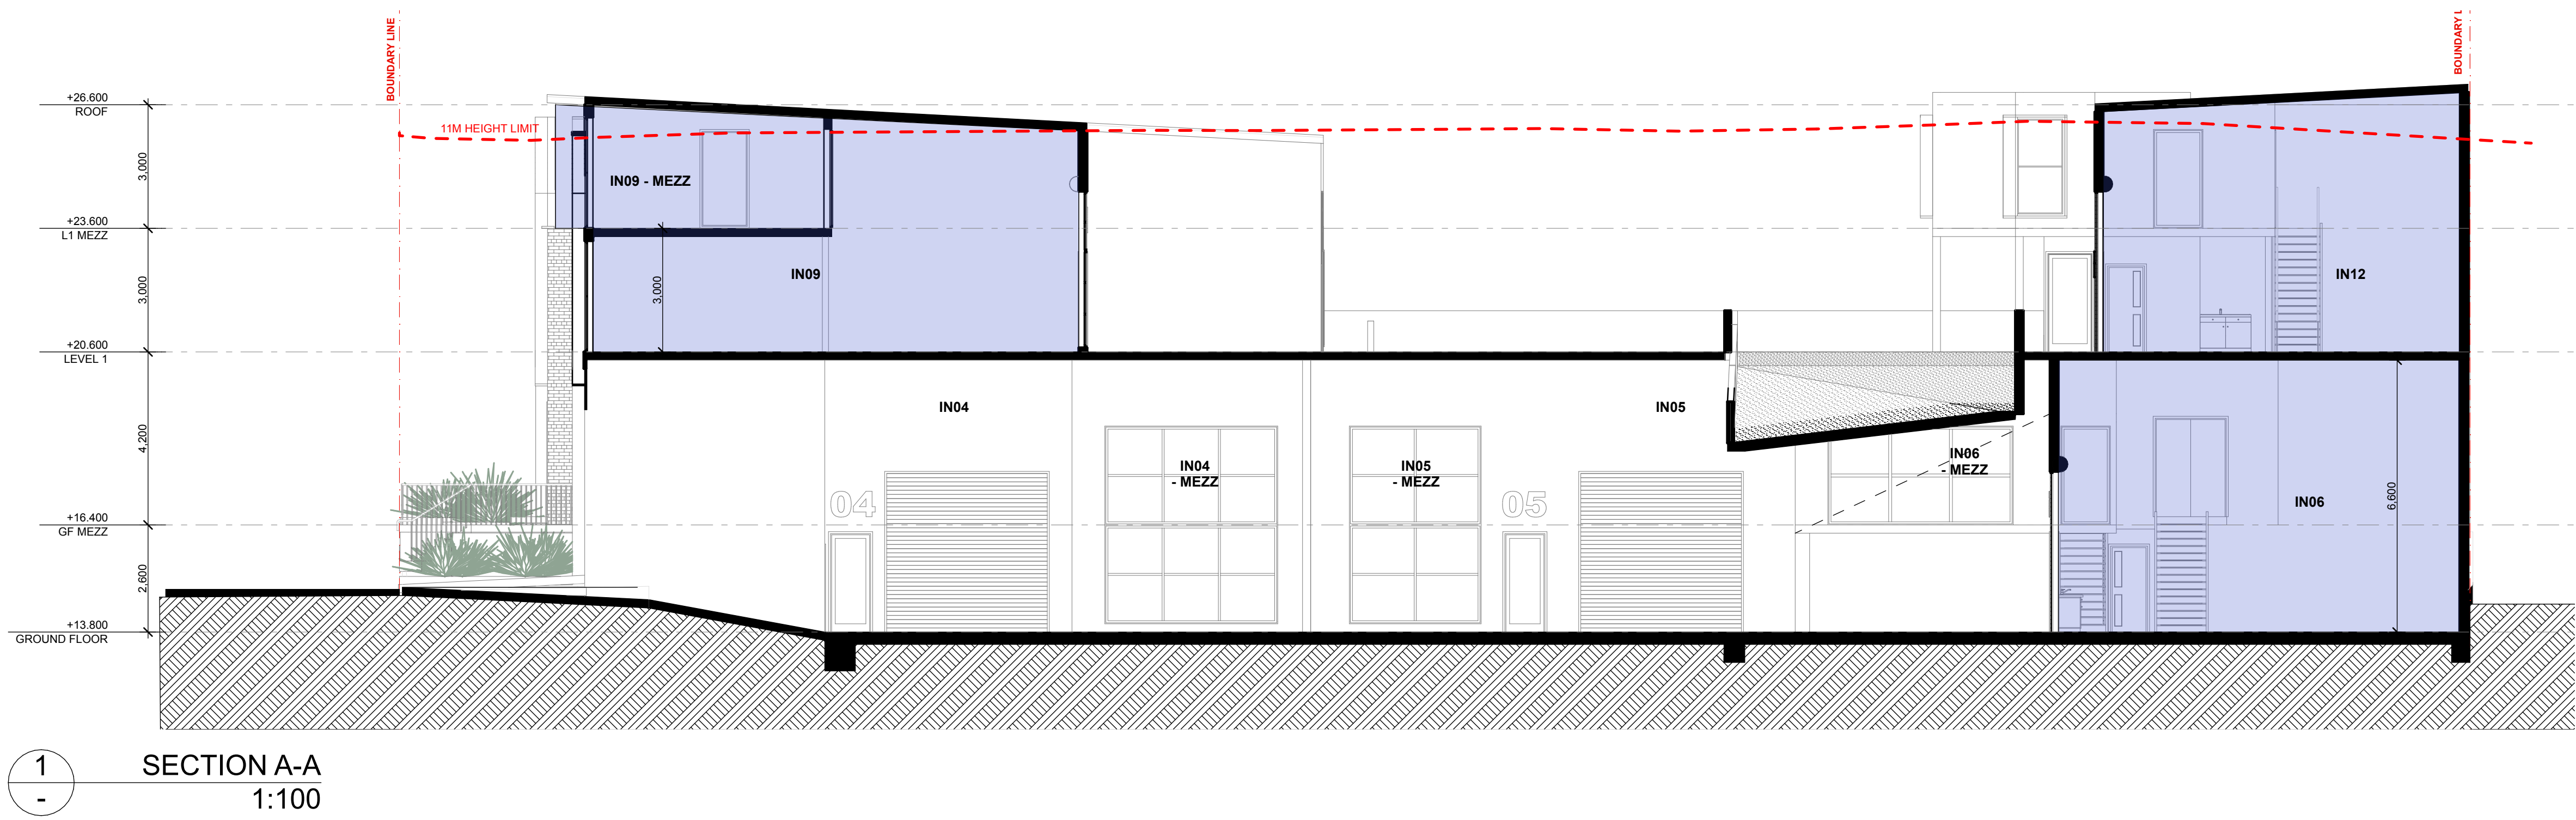 BOUNDARY LINE
BOUNDARY L
+26.600
ROOF
11M HEIGHT LIMIT
3,000
IN09 - MEZZ
+23.600
L1 MEZZ
3,000
3,000
IN09
IN12
+20.600
LEVEL 1
4,200
IN04
IN05
IN04
- MEZZ
IN05
- MEZZ
IN06
- MEZZ
04
05
6,600
IN06
+16.400
GF MEZZ
2,600
+13.800
GROUND FLOOR
1
-
SECTION A-A
1:100